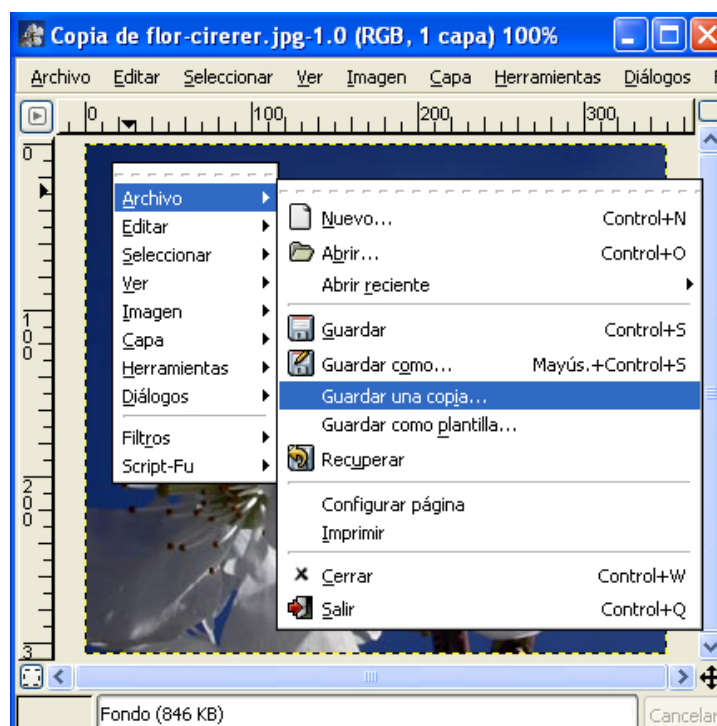 Copia de flor-cirerer.jpg-1.0 (RGB, 1 capa) 100%
Archivo Editar Seleccionar Ver Imagen Capa Herramientas Diálogos
0 100 200 300
0
100
200
3
Archivo
Editar
Seleccionar
Ver
Imagen
Capa
Herramientas
Diálogos
Filtros
Script-Fu
Nuevo... Control+N
Abrir... Control+O
Abrir reciente
Guardar Control+S
Guardar como... Mayús.+Control+S
Guardar una copia...
Guardar como plantilla...
Recuperar
Configurar página
Imprimir
Cerrar Control+W
Salir Control+Q
Fondo (846 KB) Cancelar